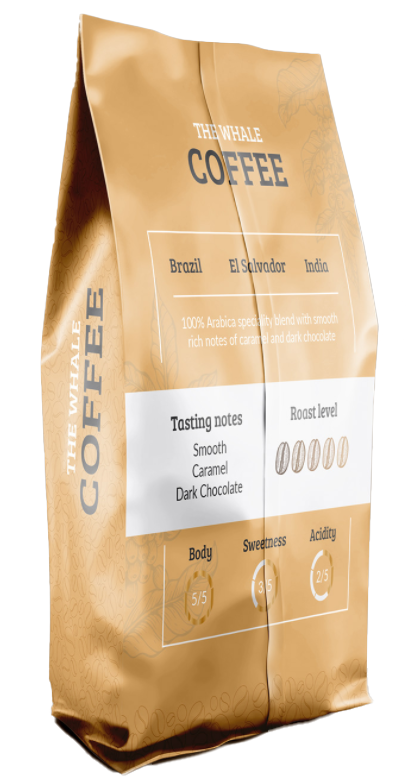 THE WHALE
COFFEE
Brazil El Salvador India
100% Arabica speciality blend with smooth
rich notes of caramel and dark chocolate
Tasting notes
Smooth
Caramel
Dark Chocolate
Roast level
Body Sweetness Acidity
5/5 3/5 2/5
THE WHALE
COFFEE